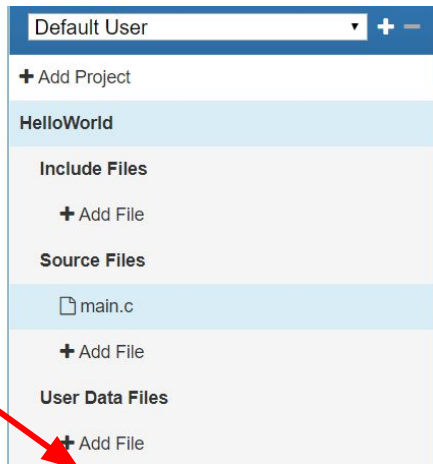 Default User
Add Project
HelloWorld
Include Files
Add File
Source Files
main.c
Add File
User Data Files
Add File